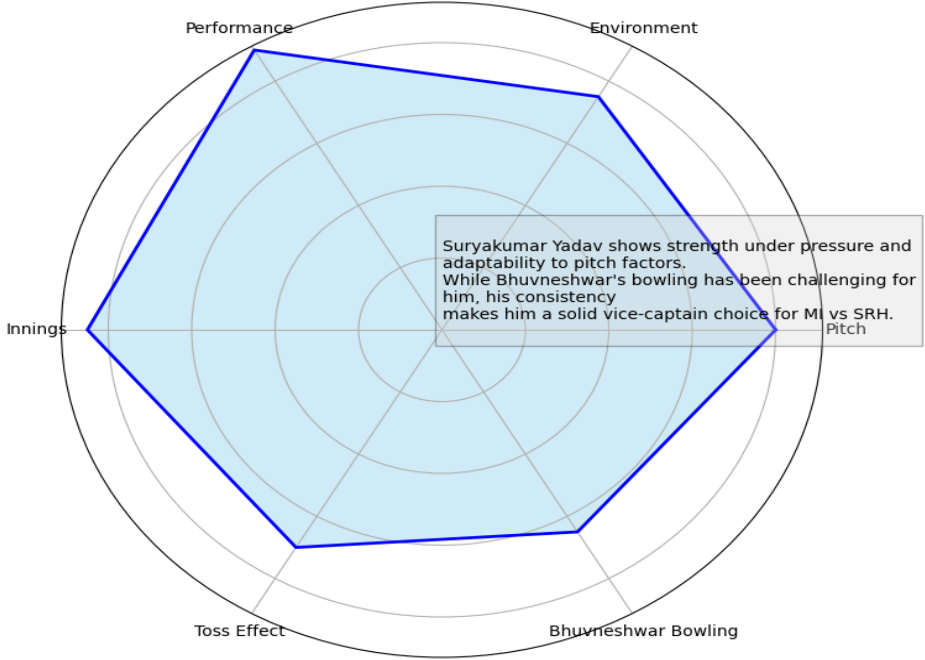 Performance
Environment
Suryakumar Yadav shows strength under pressure and
adaptability to pitch factors.
While Bhuvneshwar's bowling has been challenging for
him, his consistency
makes him a solid vice-captain choice for MI vs SRH.
Innings
Pitch
Toss Effect
Bhuvneshwar Bowling